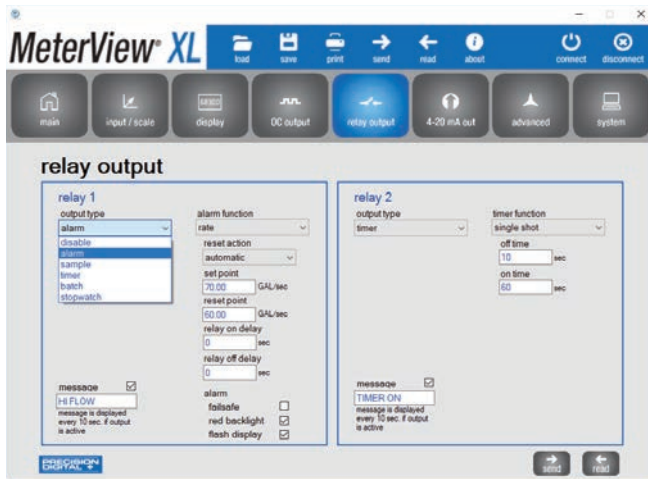 MeterView® XL
load save print send read about connect disconnect
main input / scale display OC output relay output 4-20 mA out advanced system
relay output
relay 1
output type
alarm
disable
alarm
sample
timer
batch
stopwatch
message
HI FLOW
message is displayed
every 10 sec. if output
is active
alarm function
rate
reset action
automatic
set point
70.00 GAL/sec
reset point
60.00 GAL/sec
relay on delay
0 sec
relay off delay
0 sec
alarm
failsafe
red backlight
flash display
relay 2
output type
timer
message
TIMER ON
message is displayed
every 10 sec. if output
is active
timer function
single shot
off time
10 sec
on time
60 sec
PRECISION
DIGITAL
send read